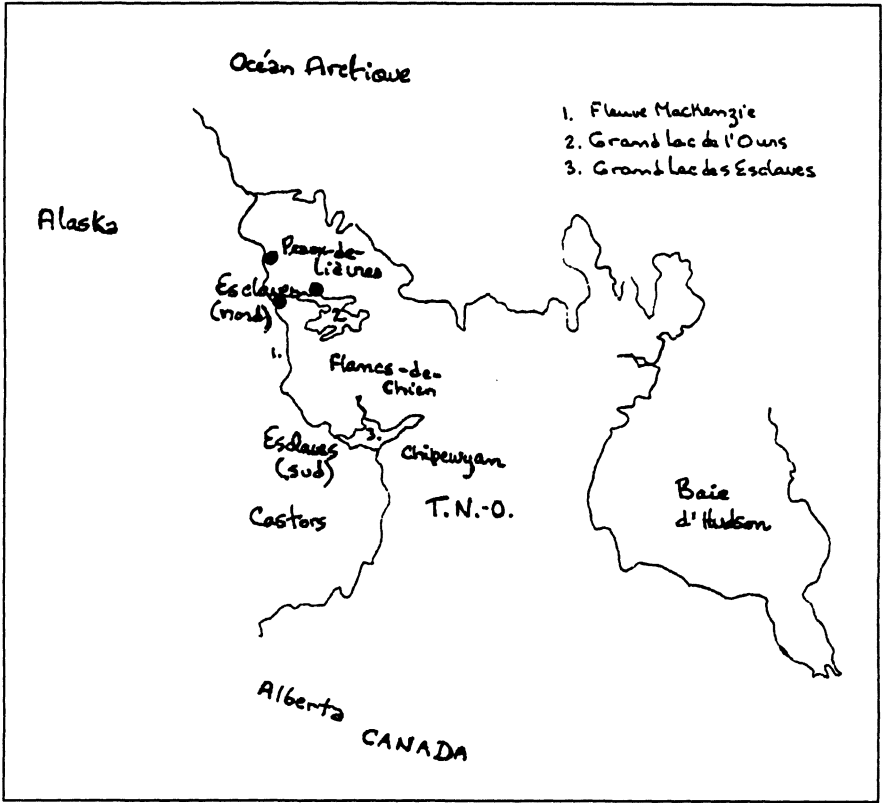 Océan Arctique
1. Fleuve MacKenzie
2. Grand Lac de l'Ours
3. Grand Lac des Esclaves
Alaska
Peaux-de-
Lièvres
Esclaves
(nord)
2
1.
Flancs-de-
Chien
3.
Esclaves
(sud)
Chipewyan
T.N.-O.
Castors
Baie
d'Hudson
Alberta
CANADA